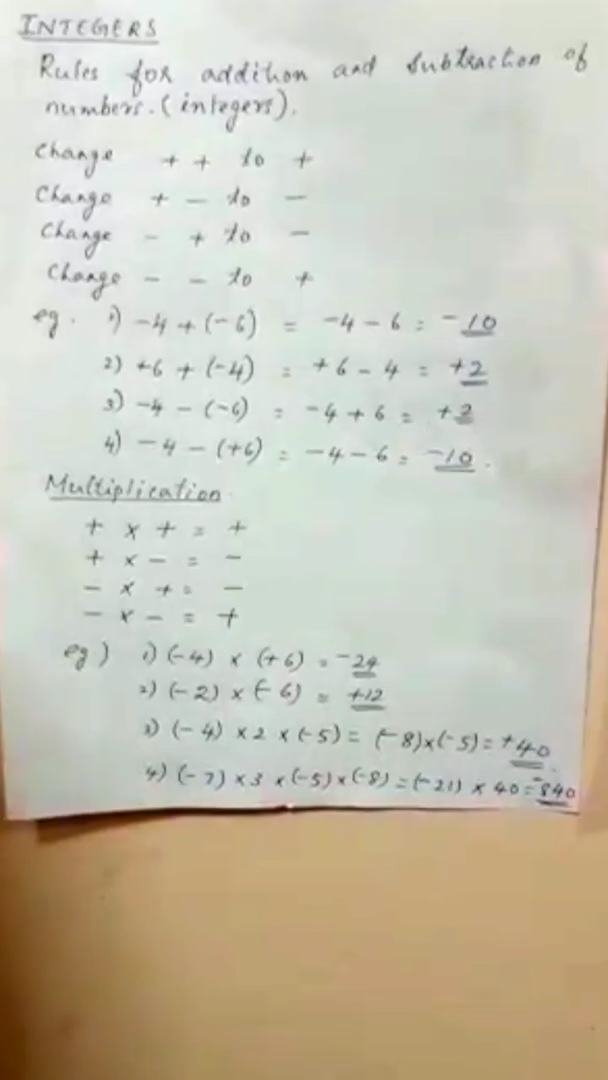 INTEGERS
Rules for addition and subtraction of
numbers. (integers).
Change + + to +
Change + - to -
Change - + to -
Change - - to +
eg. 1) -4 + (-6) = -4 - 6 = -10
2) +6 + (-4) = +6 - 4 = +2
3) -4 - (-6) = -4 + 6 = +2
4) -4 - (+6) = -4 - 6 = -10.
Multiplication
+ x + = +
+ x - = -
- x + = -
- x - = +
eg) 1) (-4) x (+6) = -24
2) (-2) x (-6) = +12
3) (-4) x 2 x (-5) = (-8)x(-5) = +40.
4) (-7) x 3 x (-5) x (-8) = (-21) x 40 = -840